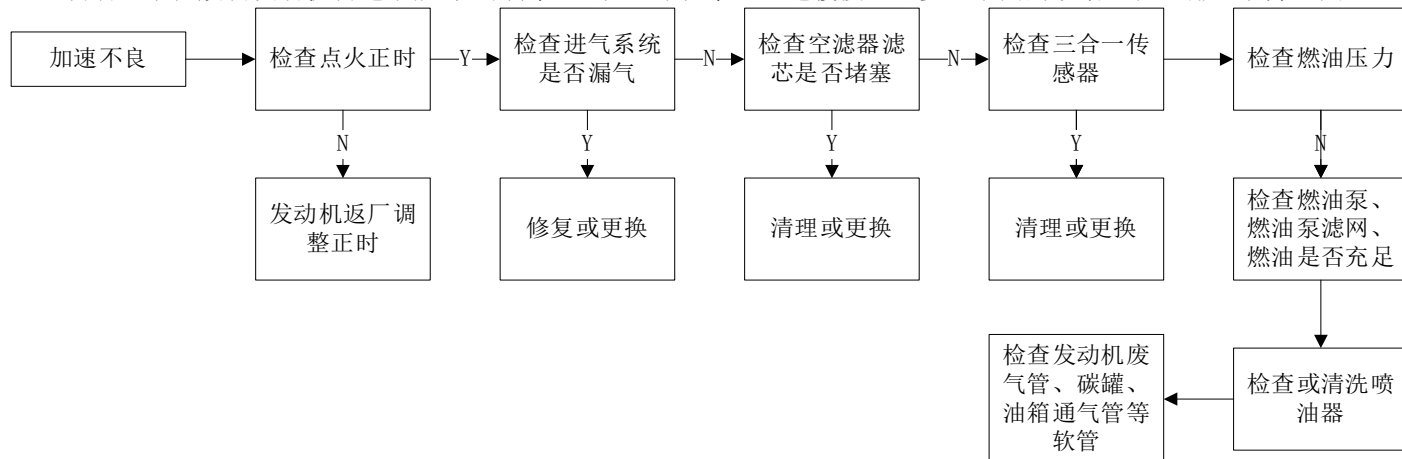 加速不良
检查点火正时
Y
检查进气系统
是否漏气
N
检查空滤器滤
芯是否堵塞
N
检查三合一传
感器
检查燃油压力
N
Y
Y
Y
N
发动机返厂调
整正时
修复或更换
清理或更换
清理或更换
检查燃油泵、
燃油泵滤网、
燃油是否充足
检查发动机废
气管、碳罐、
油箱通气管等
软管
检查或清洗喷
油器